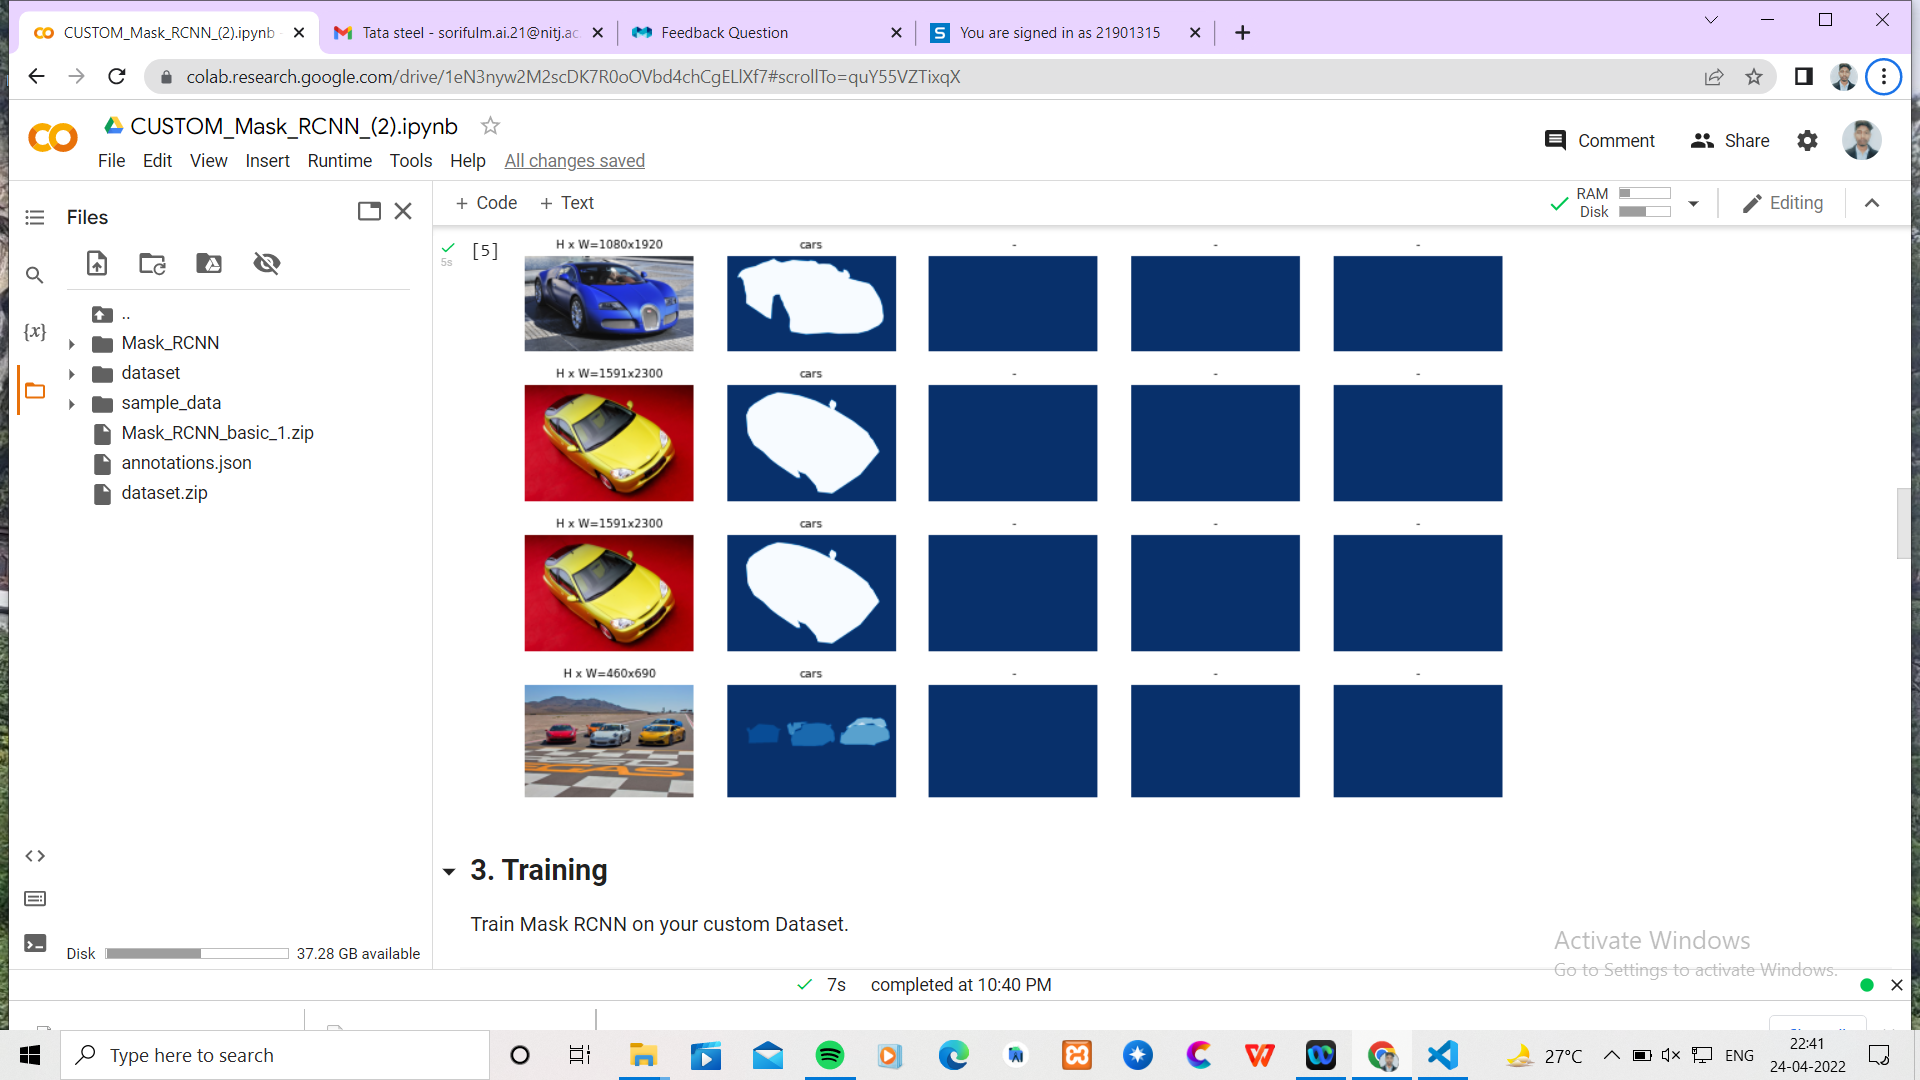 CUSTOM_Mask_RCNN_(2).ipynb
Tata steel - sorifulm.ai.21@nitj.ac
Feedback Question
You are signed in as 21901315
colab.research.google.com/drive/1eN3nyw2M2scDK7R0oOVbd4chCgELlXf7#scrollTo=quY55VZTixqX
CUSTOM_Mask_RCNN_(2).ipynb
File Edit View Insert Runtime Tools Help All changes saved
Comment Share
Files
+ Code + Text
RAM
Disk
Editing
..
Mask_RCNN
dataset
sample_data
Mask_RCNN_basic_1.zip
annotations.json
dataset.zip
{x}
Disk 37.28 GB available
[5]
5s
H x W=1080x1920 cars - - -
H x W=1591x2300 cars - - -
H x W=1591x2300 cars - - -
H x W=460x690 cars - - -
3. Training
Train Mask RCNN on your custom Dataset.
Activate Windows
Go to Settings to activate Windows.
7s completed at 10:40 PM
Type here to search
27°C
ENG
22:41
24-04-2022